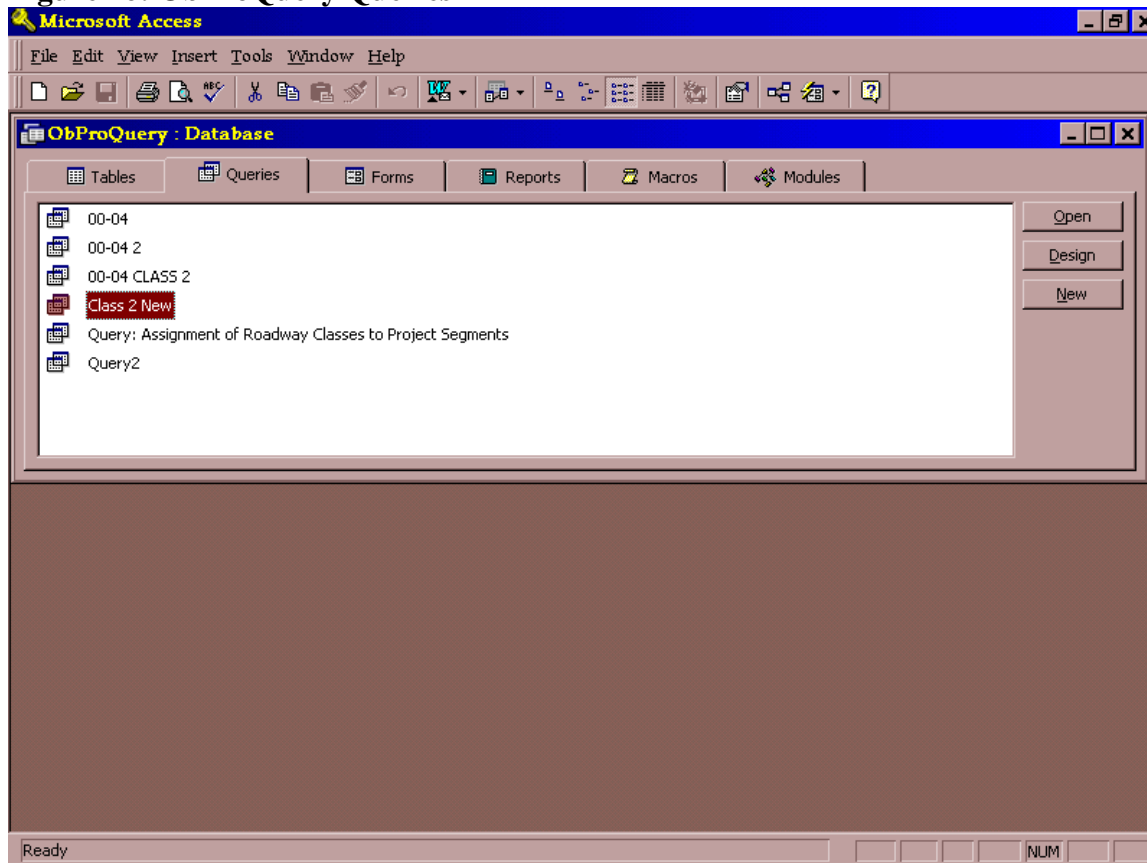 Microsoft Access
File Edit View Insert Tools Window Help
ObProQuery : Database
Tables Queries Forms Reports Macros Modules
00-04
00-04 2
00-04 CLASS 2
Class 2 New
Query: Assignment of Roadway Classes to Project Segments
Query2
Open
Design
New
Ready
NUM